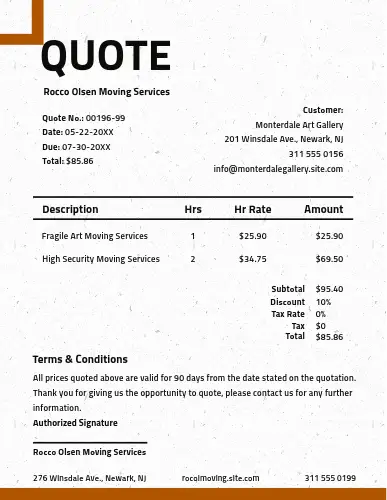 QUOTE
Rocco Olsen Moving Services
Quote No.: 00196-99
Date: 05-22-20XX
Due: 07-30-20XX
Total: $85.86
Customer:
Monterdale Art Gallery
201 Winsdale Ave., Newark, NJ
311 555 0156
info@monterdalegallery.site.com
Description Hrs Hr Rate Amount
Fragile Art Moving Services 1 $25.90 $25.90
High Security Moving Services 2 $34.75 $69.50
Subtotal $95.40
Discount 10%
Tax Rate 0%
Tax $0
Total $85.86
Terms & Conditions
All prices quoted above are valid for 90 days from the date stated on the quotation.
Thank you for giving us the opportunity to quote, please contact us for any further
information.
Authorized Signature
Rocco Olsen Moving Services
276 Winsdale Ave., Newark, NJ rocolmoving.site.com 311 555 0199